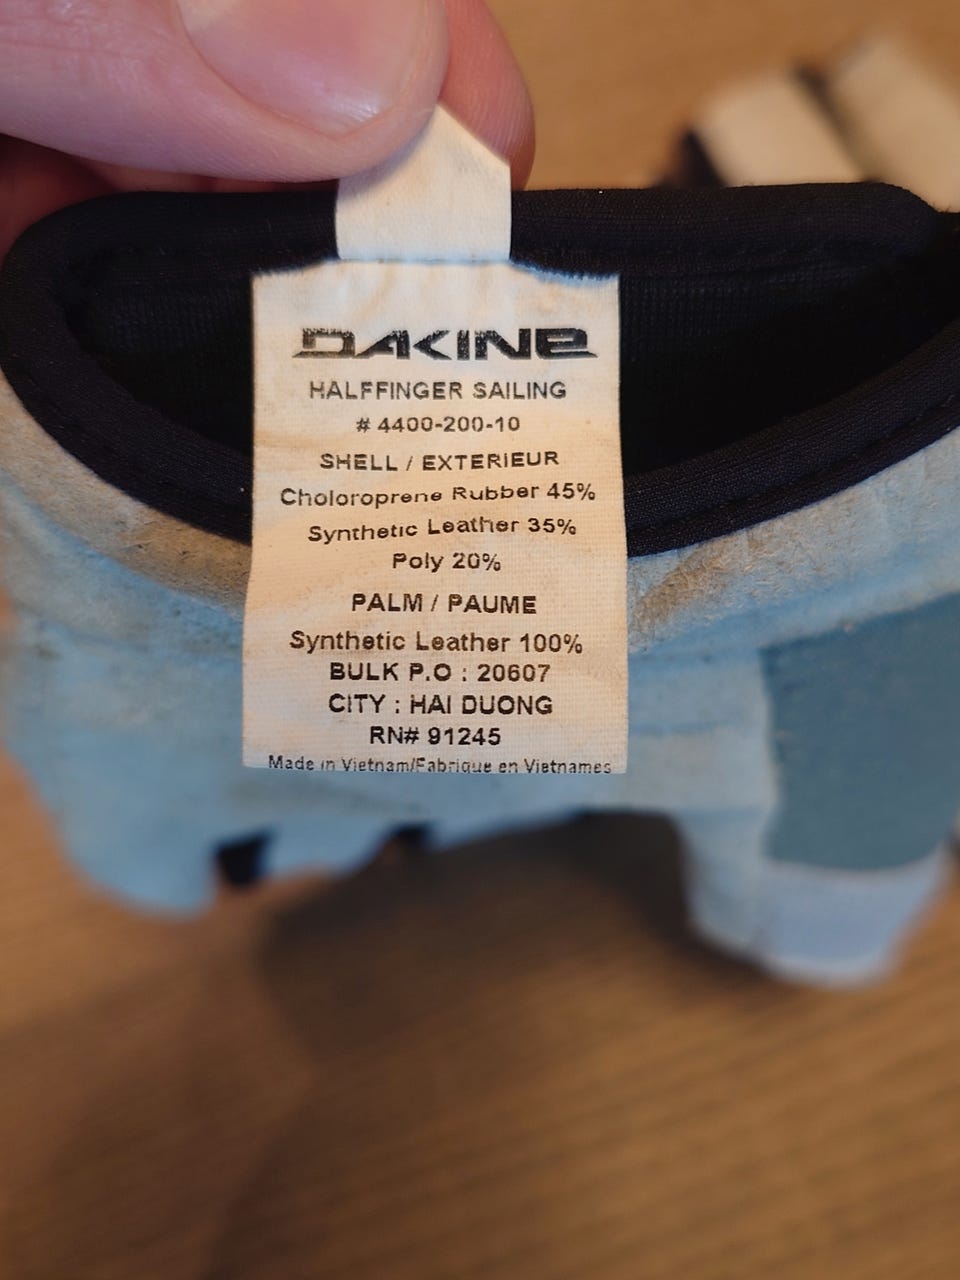 DAKINE
HALFFINGER SAILING
# 4400-200-10
SHELL / EXTERIEUR
Choloroprene Rubber 45%
Synthetic Leather 35%
Poly 20%
PALM / PAUME
Synthetic Leather 100%
BULK P.O : 20607
CITY : HAI DUONG
RN# 91245
Made in Vietnam/Fabrique en Vietnames